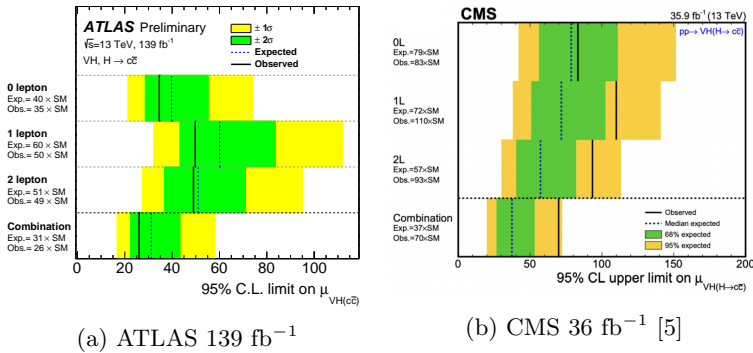 ATLAS Preliminary
√s=13 TeV, 139 fb⁻¹
VH, H → cc̄
± 1σ
± 2σ
Expected
Observed
0 lepton
Exp.= 40 × SM
Obs.= 35 × SM
1 lepton
Exp.= 60 × SM
Obs.= 50 × SM
2 lepton
Exp.= 51 × SM
Obs.= 49 × SM
Combination
Exp.= 31 × SM
Obs.= 26 × SM
0 20 40 60 80 100
95% C.L. limit on μVH(cc̄)
(a) ATLAS 139 fb⁻¹
CMS
35.9 fb⁻¹ (13 TeV)
pp→ VH(H→ cc̄)
0L
Exp.=79×SM
Obs.=83×SM
1L
Exp.=72×SM
Obs.=110×SM
2L
Exp.=57×SM
Obs.=93×SM
Combination
Exp.=37×SM
Obs.=70×SM
Observed
Median expected
68% expected
95% expected
0 50 100 150 200
95% CL upper limit on μVH(H→cc̄)
(b) CMS 36 fb⁻¹ [5]